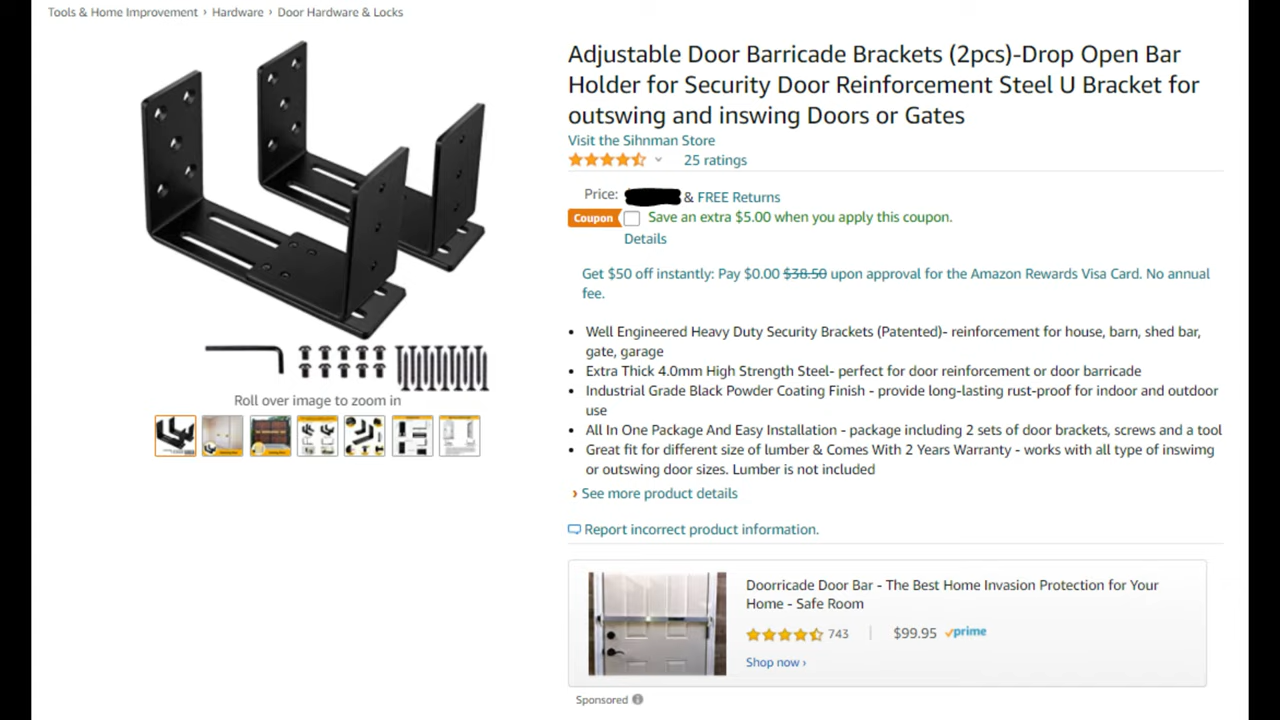 Tools & Home Improvement › Hardware › Door Hardware & Locks
Adjustable Door Barricade Brackets (2pcs)-Drop Open Bar
Holder for Security Door Reinforcement Steel U Bracket for
outswing and inswing Doors or Gates
Visit the Sihnman Store
25 ratings
Price: & FREE Returns
Coupon Save an extra $5.00 when you apply this coupon.
Details
Get $50 off instantly: Pay $0.00 $38.50 upon approval for the Amazon Rewards Visa Card. No annual
fee.
• Well Engineered Heavy Duty Security Brackets (Patented)- reinforcement for house, barn, shed bar,
gate, garage
• Extra Thick 4.0mm High Strength Steel- perfect for door reinforcement or door barricade
• Industrial Grade Black Powder Coating Finish - provide long-lasting rust-proof for indoor and outdoor
use
• All In One Package And Easy Installation - package including 2 sets of door brackets, screws and a tool
• Great fit for different size of lumber & Comes With 2 Years Warranty - works with all type of inswimg
or outswing door sizes. Lumber is not included
› See more product details
Report incorrect product information.
Roll over image to zoom in
Doorricade Door Bar - The Best Home Invasion Protection for Your
Home - Safe Room
743 | $99.95 prime
Shop now ›
Sponsored